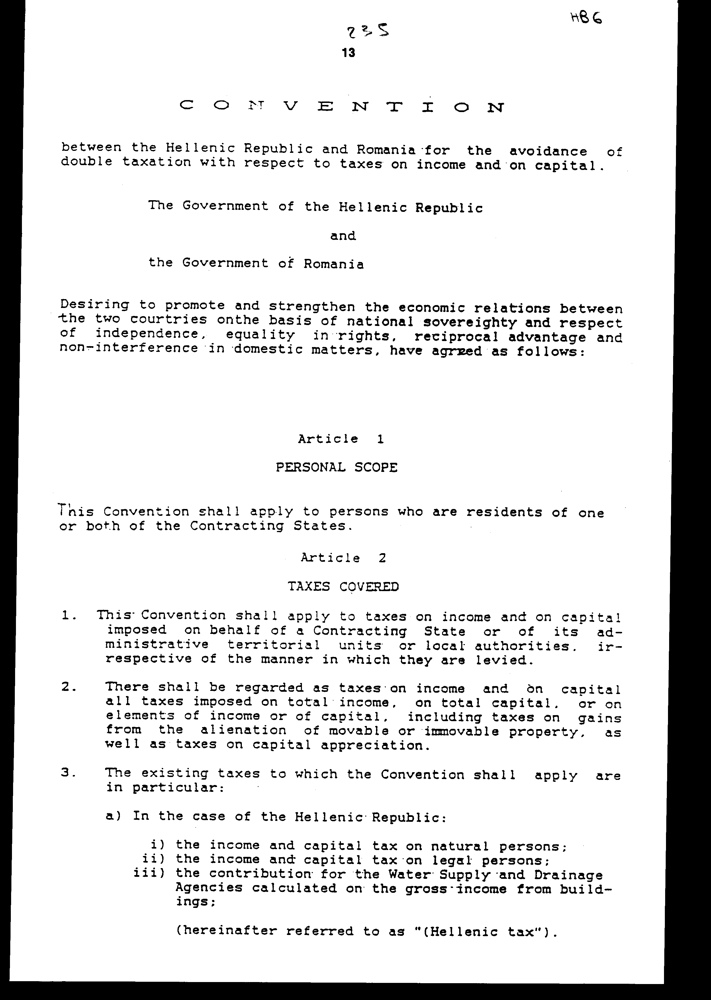 HB6
235
13
C O N V E N T I O N
between the Hellenic Republic and Romania for the avoidance of
double taxation with respect to taxes on income and on capital.
The Government of the Hellenic Republic
and
the Government of Romania
Desiring to promote and strengthen the economic relations between
the two courtries onthe basis of national sovereighty and respect
of independence, equality in rights, reciprocal advantage and
non-interference in domestic matters, have agreed as follows:
Article 1
PERSONAL SCOPE
This Convention shall apply to persons who are residents of one
or both of the Contracting States.
Article 2
TAXES COVERED
1. This Convention shall apply to taxes on income and on capital
imposed on behalf of a Contracting State or of its ad-
ministrative territorial units or local authorities, ir-
respective of the manner in which they are levied.
2. There shall be regarded as taxes on income and on capital
all taxes imposed on total income, on total capital, or on
elements of income or of capital, including taxes on gains
from the alienation of movable or immovable property, as
well as taxes on capital appreciation.
3. The existing taxes to which the Convention shall apply are
in particular:
a) In the case of the Hellenic Republic:
i) the income and capital tax on natural persons;
ii) the income and capital tax on legal persons;
iii) the contribution for the Water Supply and Drainage
Agencies calculated on the gross income from build-
ings;
(hereinafter referred to as "(Hellenic tax").